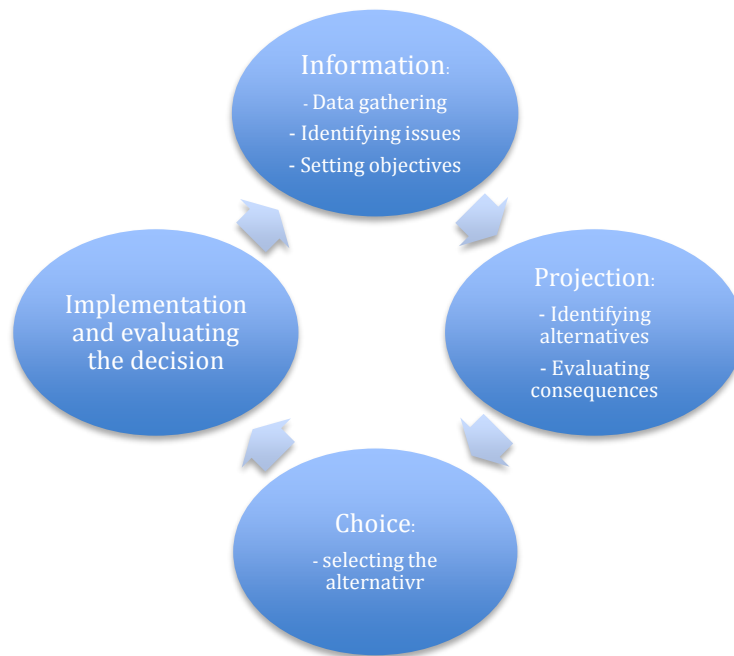 Information:
- Data gathering
- Identifying issues
- Setting objectives
Projection:
- Identifying
alternatives
- Evaluating
consequences
Choice:
- selecting the
alternativr
Implementation
and evaluating
the decision